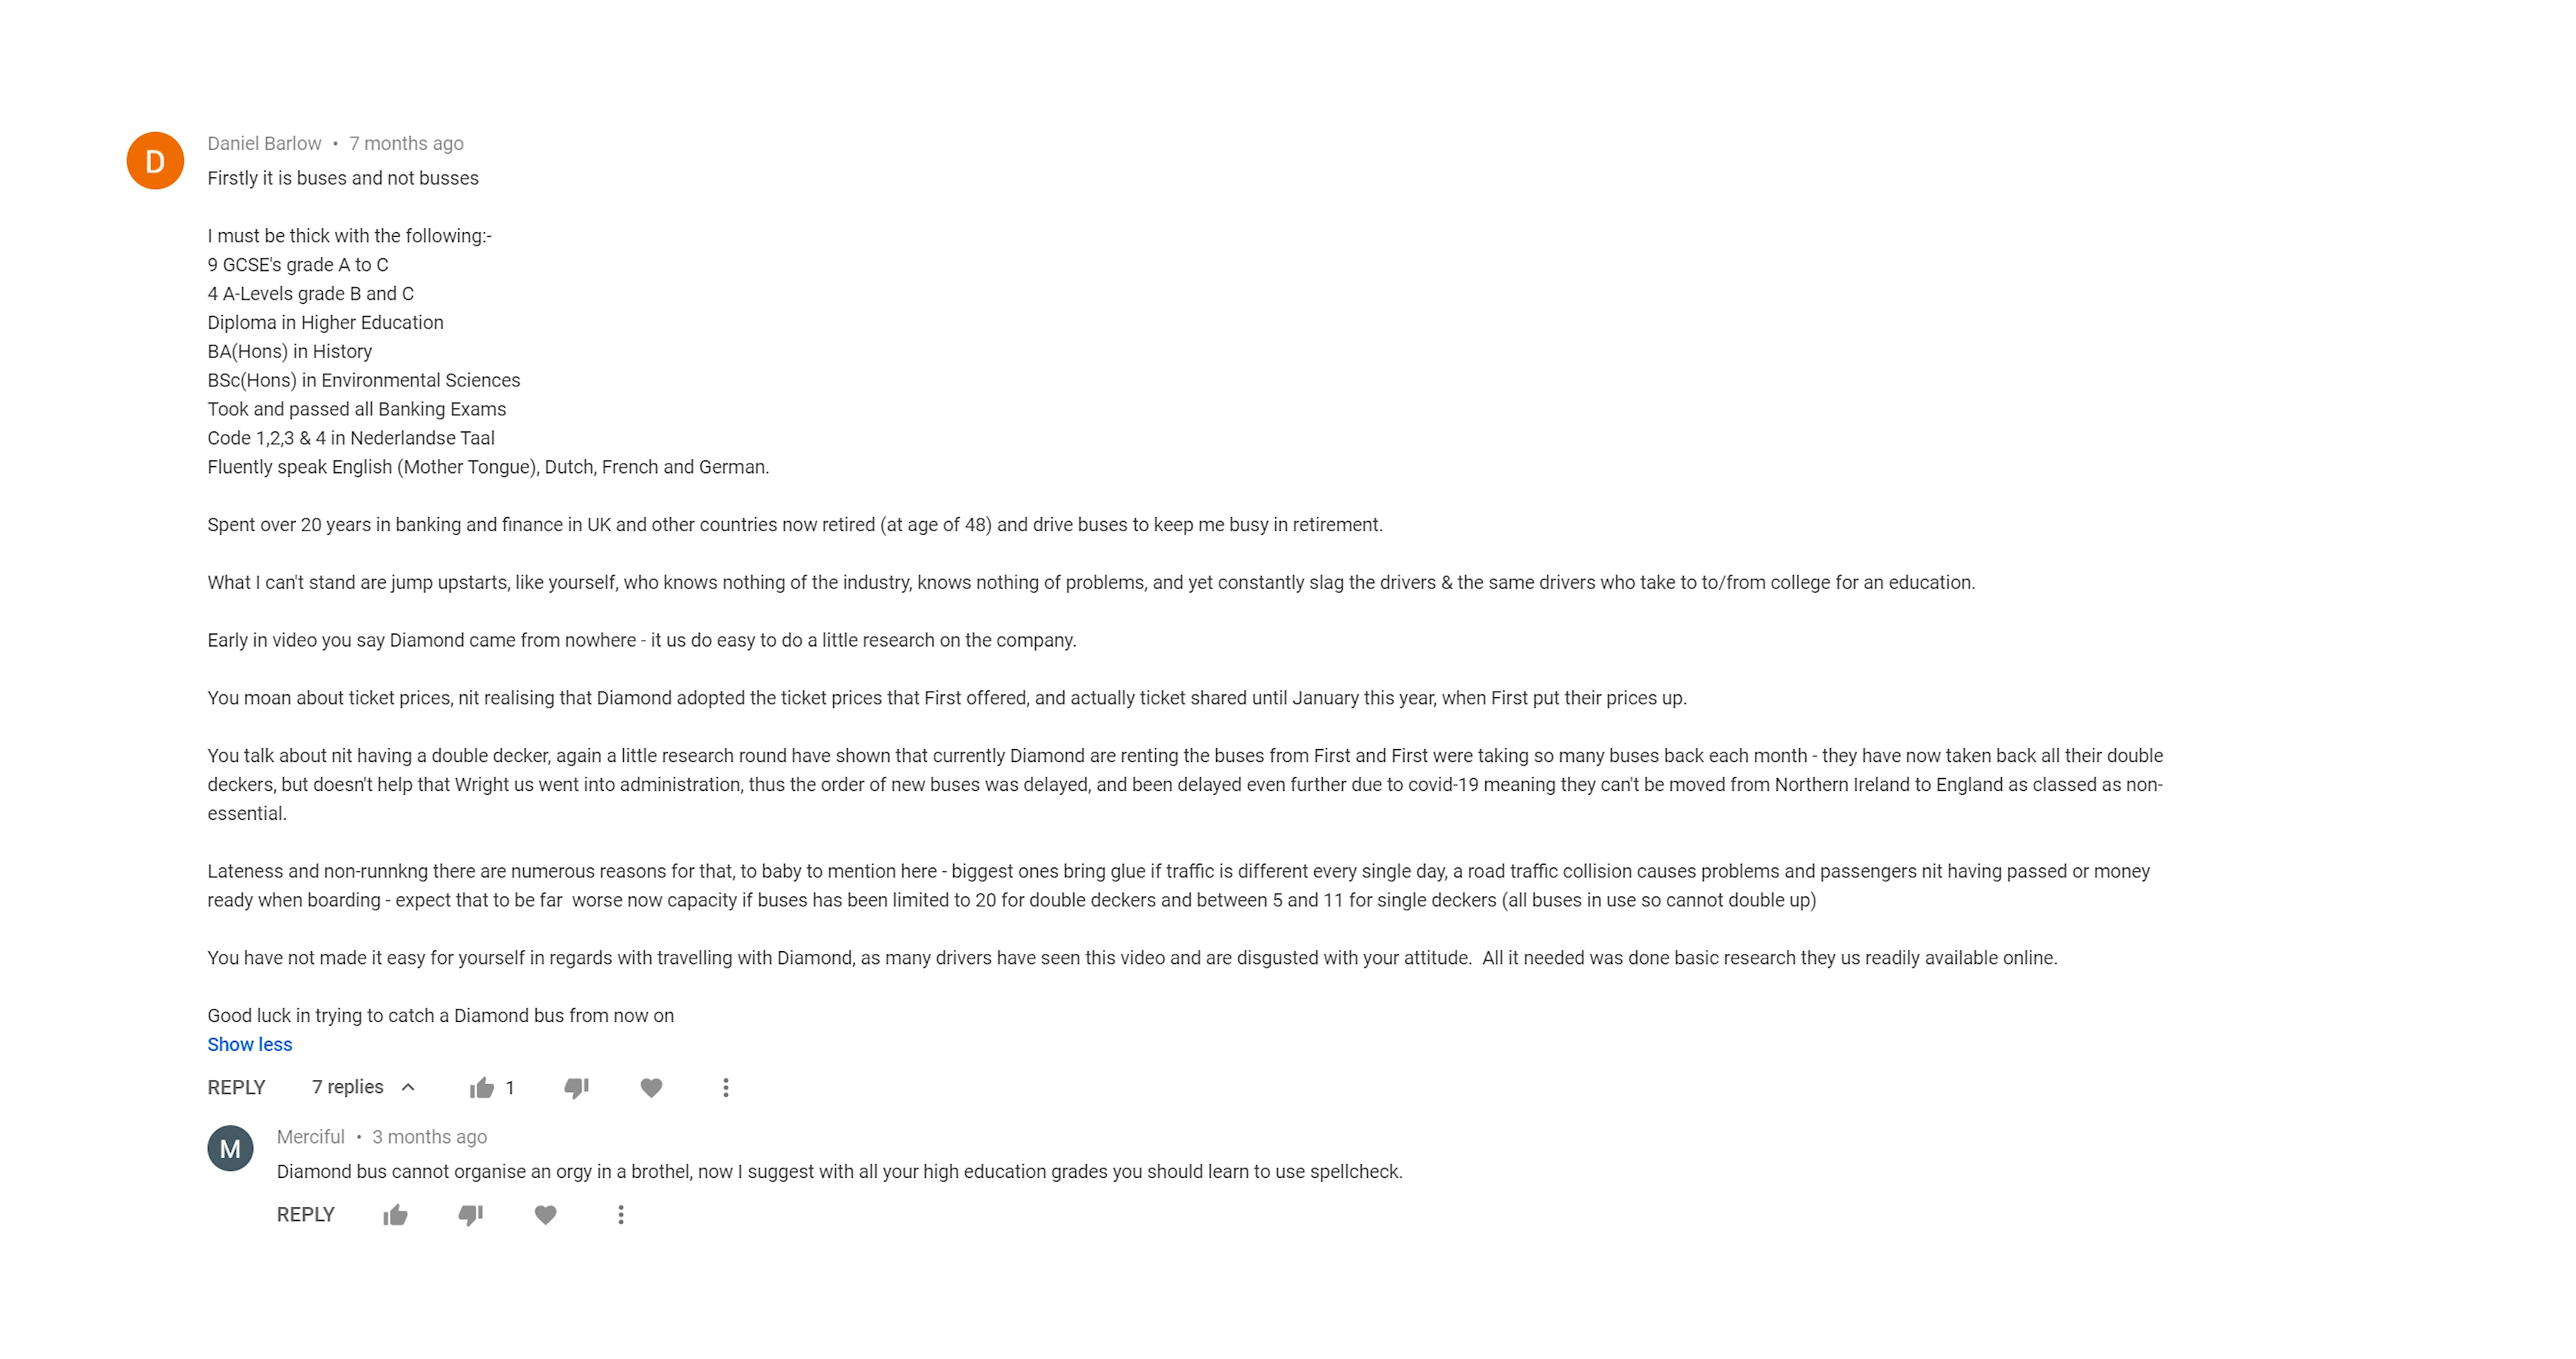 D
Daniel Barlow • 7 months ago
Firstly it is buses and not busses
I must be thick with the following:-
9 GCSE's grade A to C
4 A-Levels grade B and C
Diploma in Higher Education
BA(Hons) in History
BSc(Hons) in Environmental Sciences
Took and passed all Banking Exams
Code 1,2,3 & 4 in Nederlandse Taal
Fluently speak English (Mother Tongue), Dutch, French and German.
Spent over 20 years in banking and finance in UK and other countries now retired (at age of 48) and drive buses to keep me busy in retirement.
What I can't stand are jump upstarts, like yourself, who knows nothing of the industry, knows nothing of problems, and yet constantly slag the drivers & the same drivers who take to to/from college for an education.
Early in video you say Diamond came from nowhere - it us do easy to do a little research on the company.
You moan about ticket prices, nit realising that Diamond adopted the ticket prices that First offered, and actually ticket shared until January this year, when First put their prices up.
You talk about nit having a double decker, again a little research round have shown that currently Diamond are renting the buses from First and First were taking so many buses back each month - they have now taken back all their double
deckers, but doesn't help that Wright us went into administration, thus the order of new buses was delayed, and been delayed even further due to covid-19 meaning they can't be moved from Northern Ireland to England as classed as non-
essential.
Lateness and non-runnkng there are numerous reasons for that, to baby to mention here - biggest ones bring glue if traffic is different every single day, a road traffic collision causes problems and passengers nit having passed or money
ready when boarding - expect that to be far  worse now capacity if buses has been limited to 20 for double deckers and between 5 and 11 for single deckers (all buses in use so cannot double up)
You have not made it easy for yourself in regards with travelling with Diamond, as many drivers have seen this video and are disgusted with your attitude.  All it needed was done basic research they us readily available online.
Good luck in trying to catch a Diamond bus from now on
Show less
REPLY 7 replies 1
M
Merciful • 3 months ago
Diamond bus cannot organise an orgy in a brothel, now I suggest with all your high education grades you should learn to use spellcheck.
REPLY